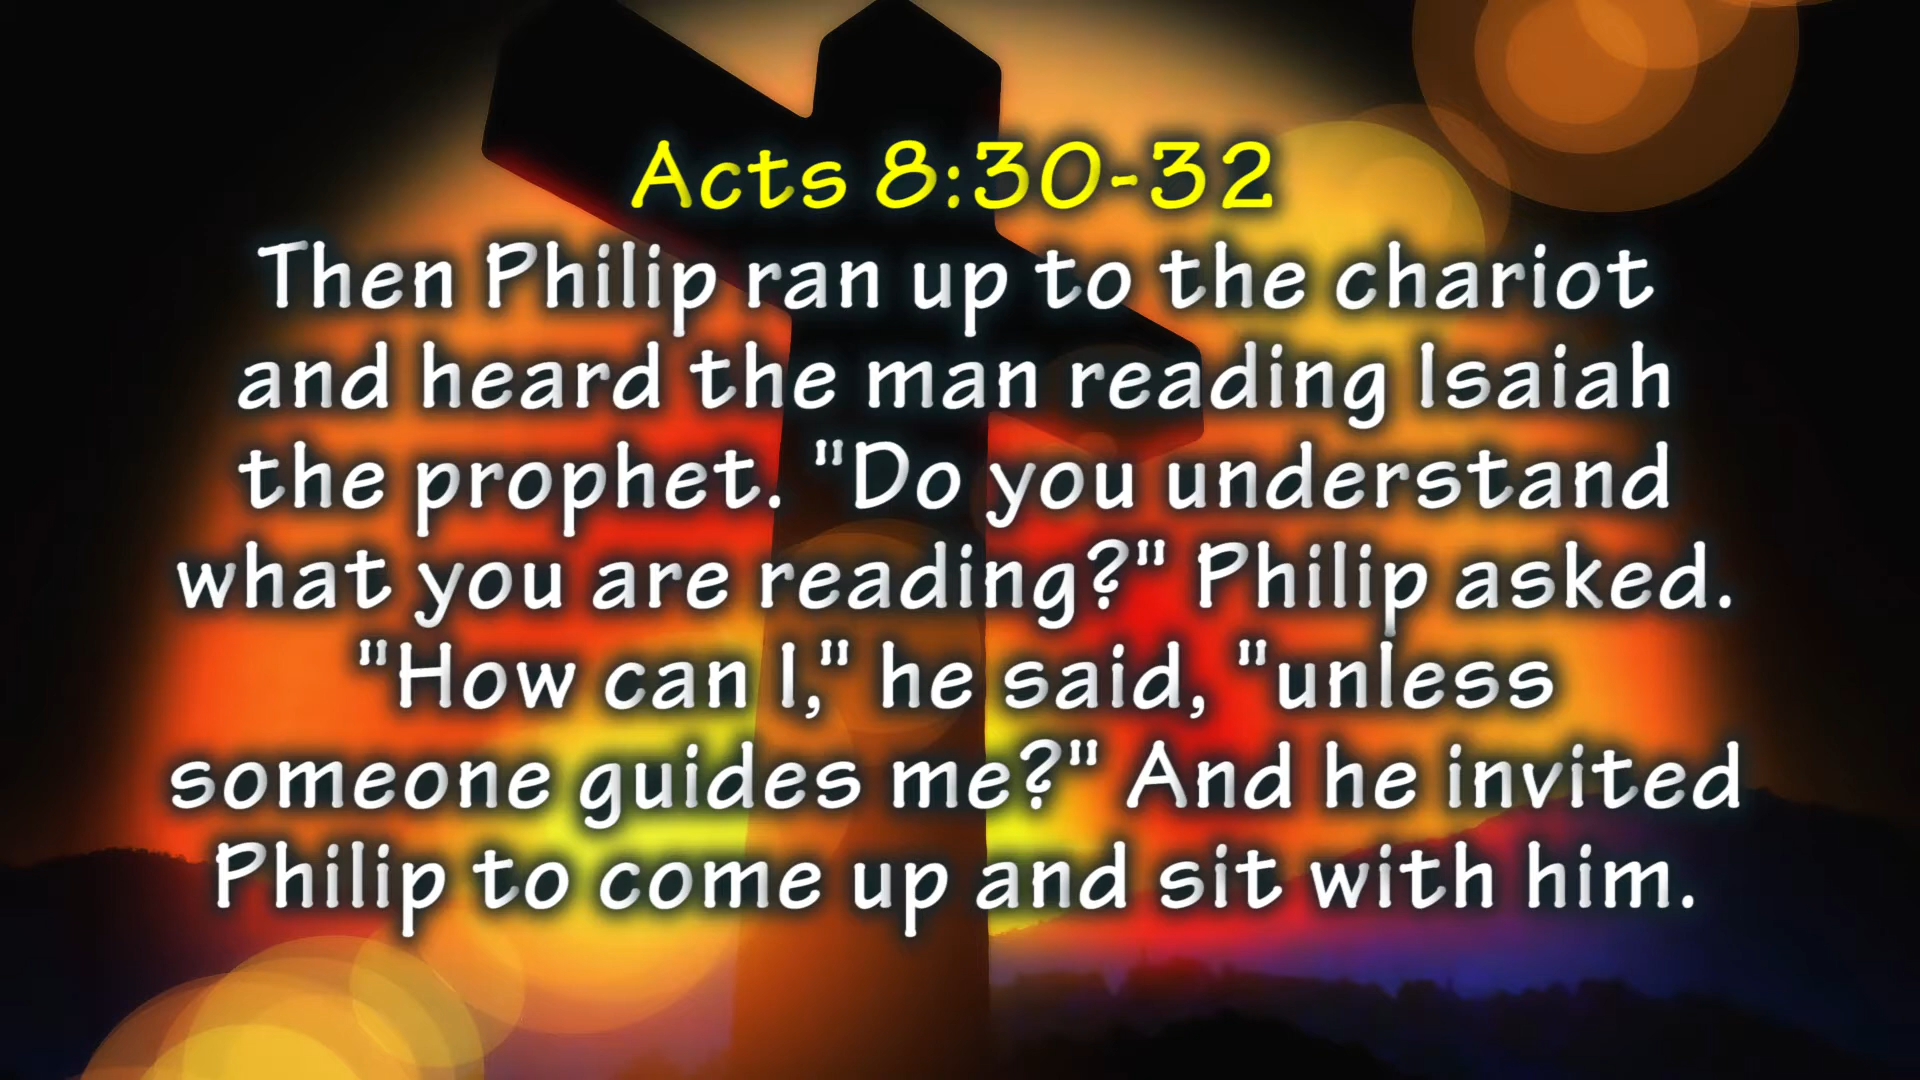 Acts 8:30-32
Then Philip ran up to the chariot
and heard the man reading Isaiah
the prophet. "Do you understand
what you are reading?" Philip asked.
"How can I," he said, "unless
someone guides me?" And he invited
Philip to come up and sit with him.